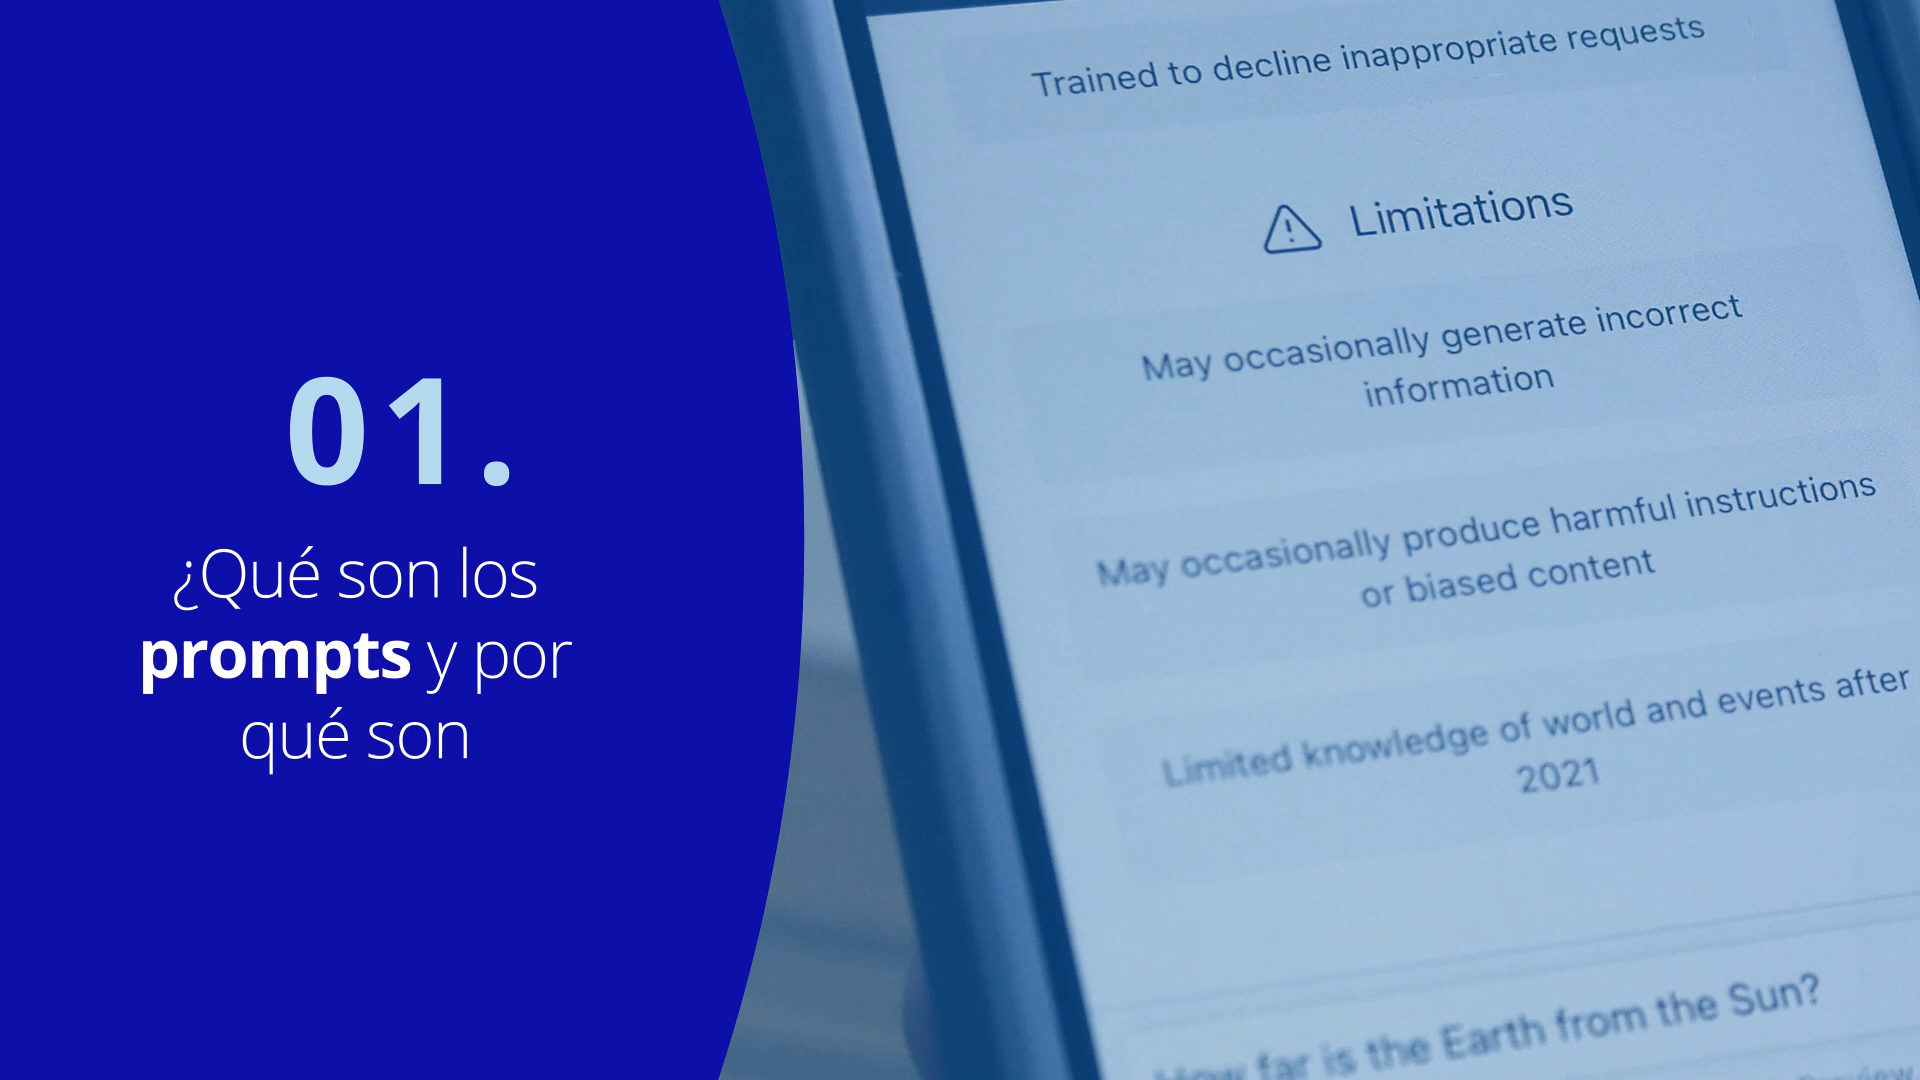 01.
¿Qué son los
prompts y por
qué son
Trained to decline inappropriate requests
Limitations
May occasionally generate incorrect
information
May occasionally produce harmful instructions
or biased content
Limited knowledge of world and events after
2021
How far is the Earth from the Sun?
Preview